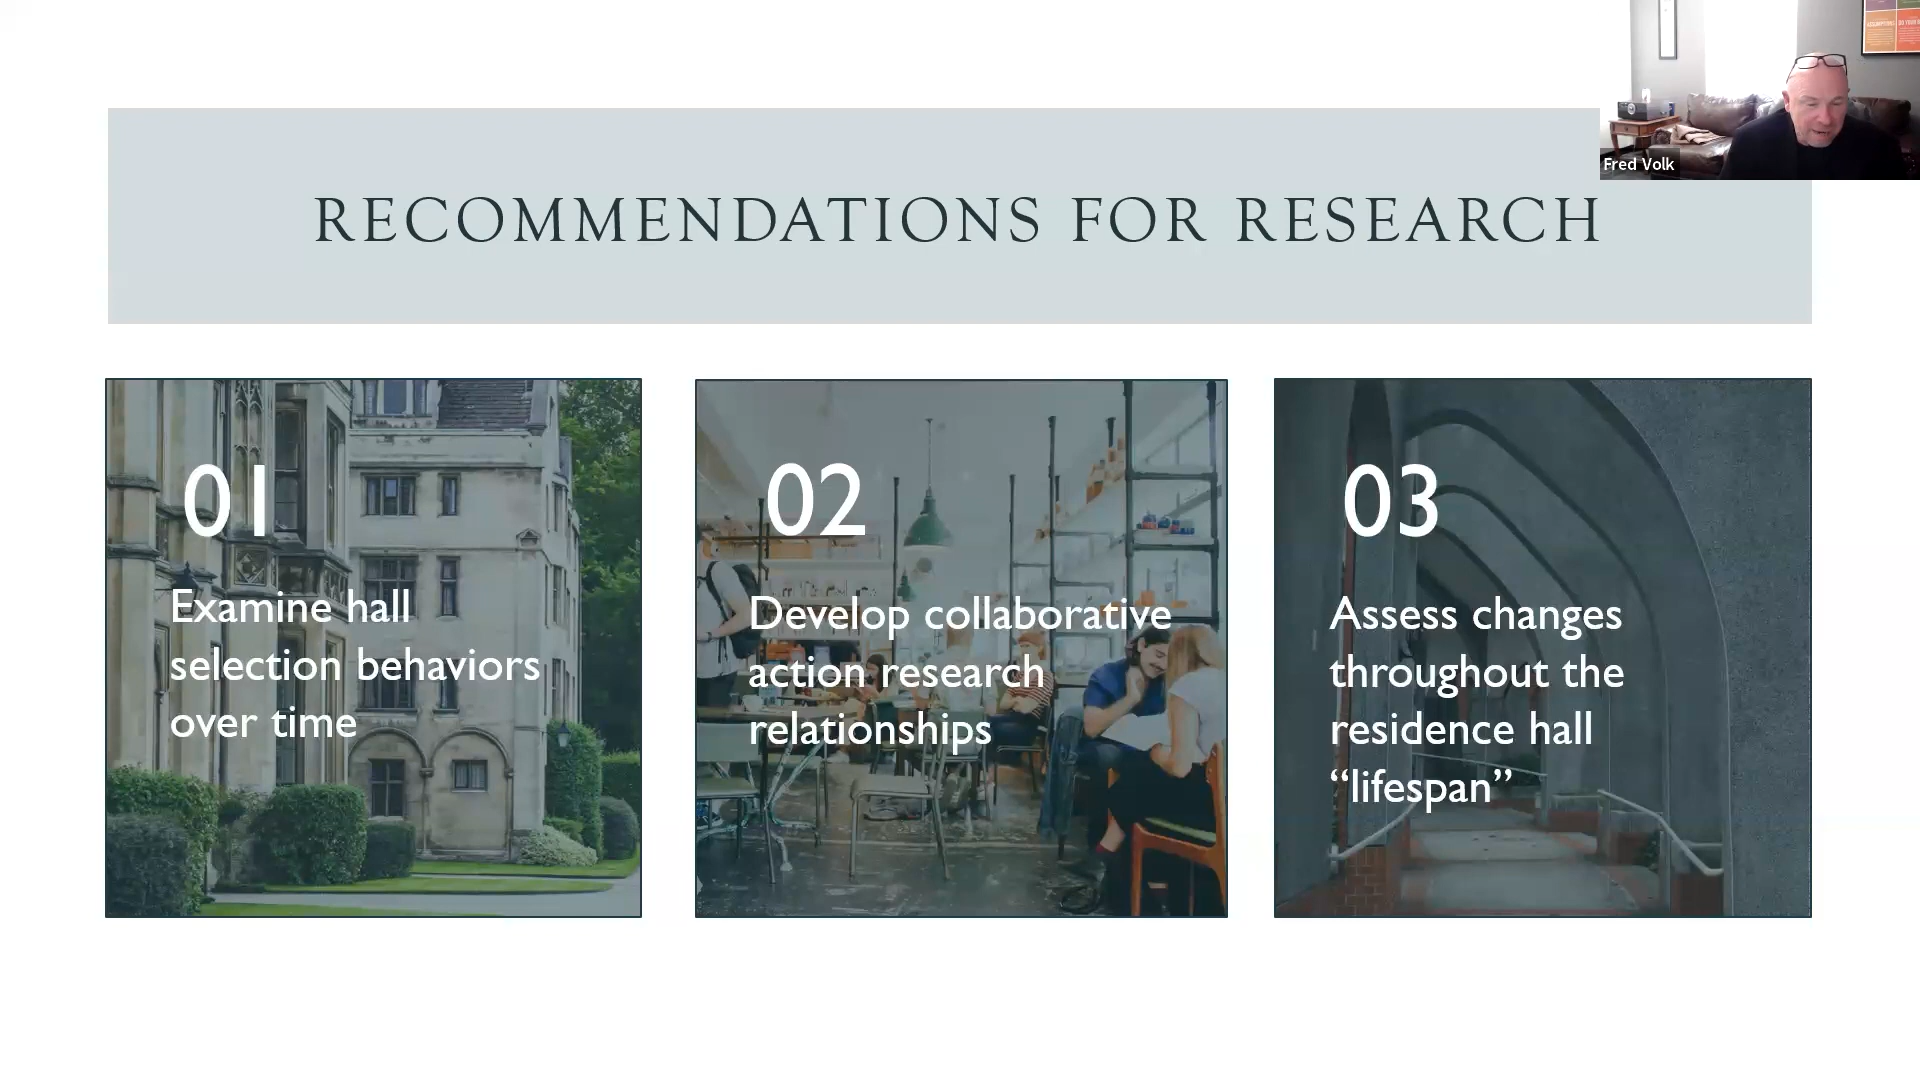 RECOMMENDATIONS FOR RESEARCH
Fred Volk
01
Examine hall
selection behaviors
over time
02
Develop collaborative
action research
relationships
03
Assess changes
throughout the
residence hall
“lifespan”